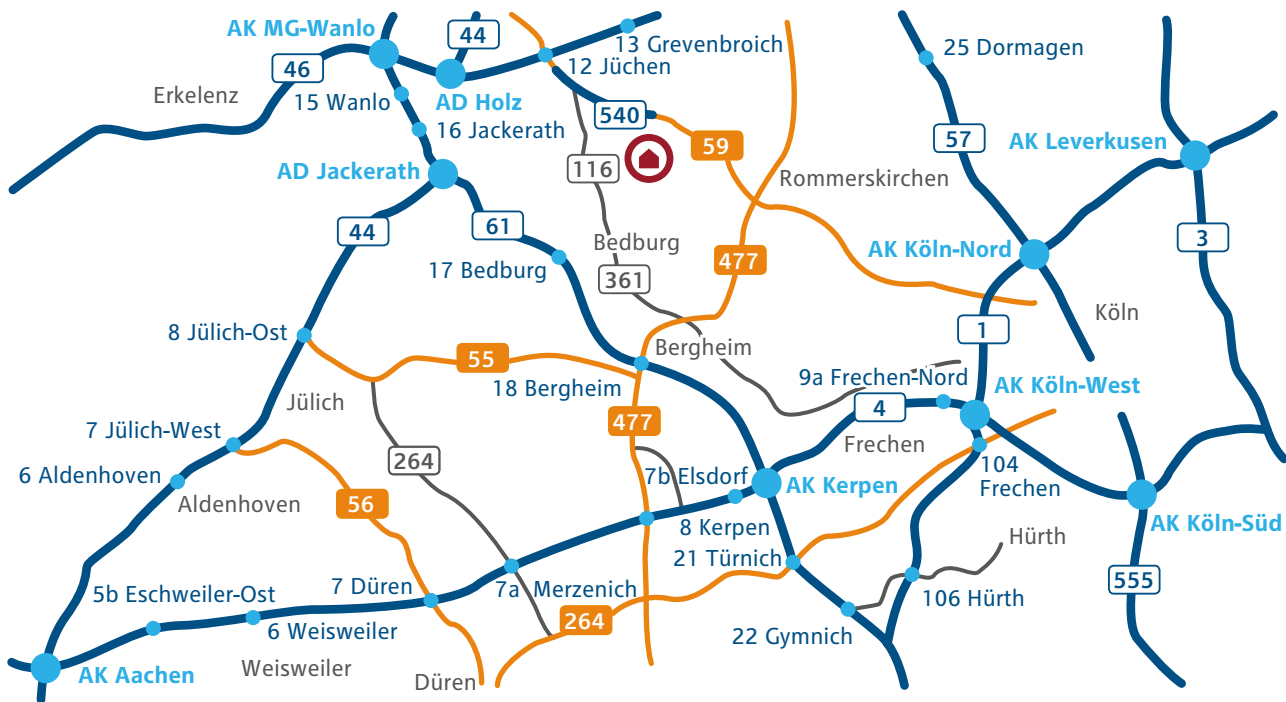 AK MG-Wanlo
44
13 Grevenbroich
12 Jüchen
25 Dormagen
46
Erkelenz
15 Wanlo
AD Holz
540
16 Jackerath
59
57
AK Leverkusen
AD Jackerath
116
Rommerskirchen
44
61
3
Bedburg
17 Bedburg
477
AK Köln-Nord
361
Köln
8 Jülich-Ost
1
Bergheim
55
18 Bergheim
9a Frechen-Nord
AK Köln-West
Jülich
4
477
7 Jülich-West
Frechen
264
6 Aldenhoven
7b Elsdorf
AK Kerpen
104
Frechen
Aldenhoven
56
8 Kerpen
AK Köln-Süd
Hürth
21 Türnich
7 Düren
7a Merzenich
555
5b Eschweiler-Ost
106 Hürth
264
6 Weisweiler
22 Gymnich
Weisweiler
AK Aachen
Düren